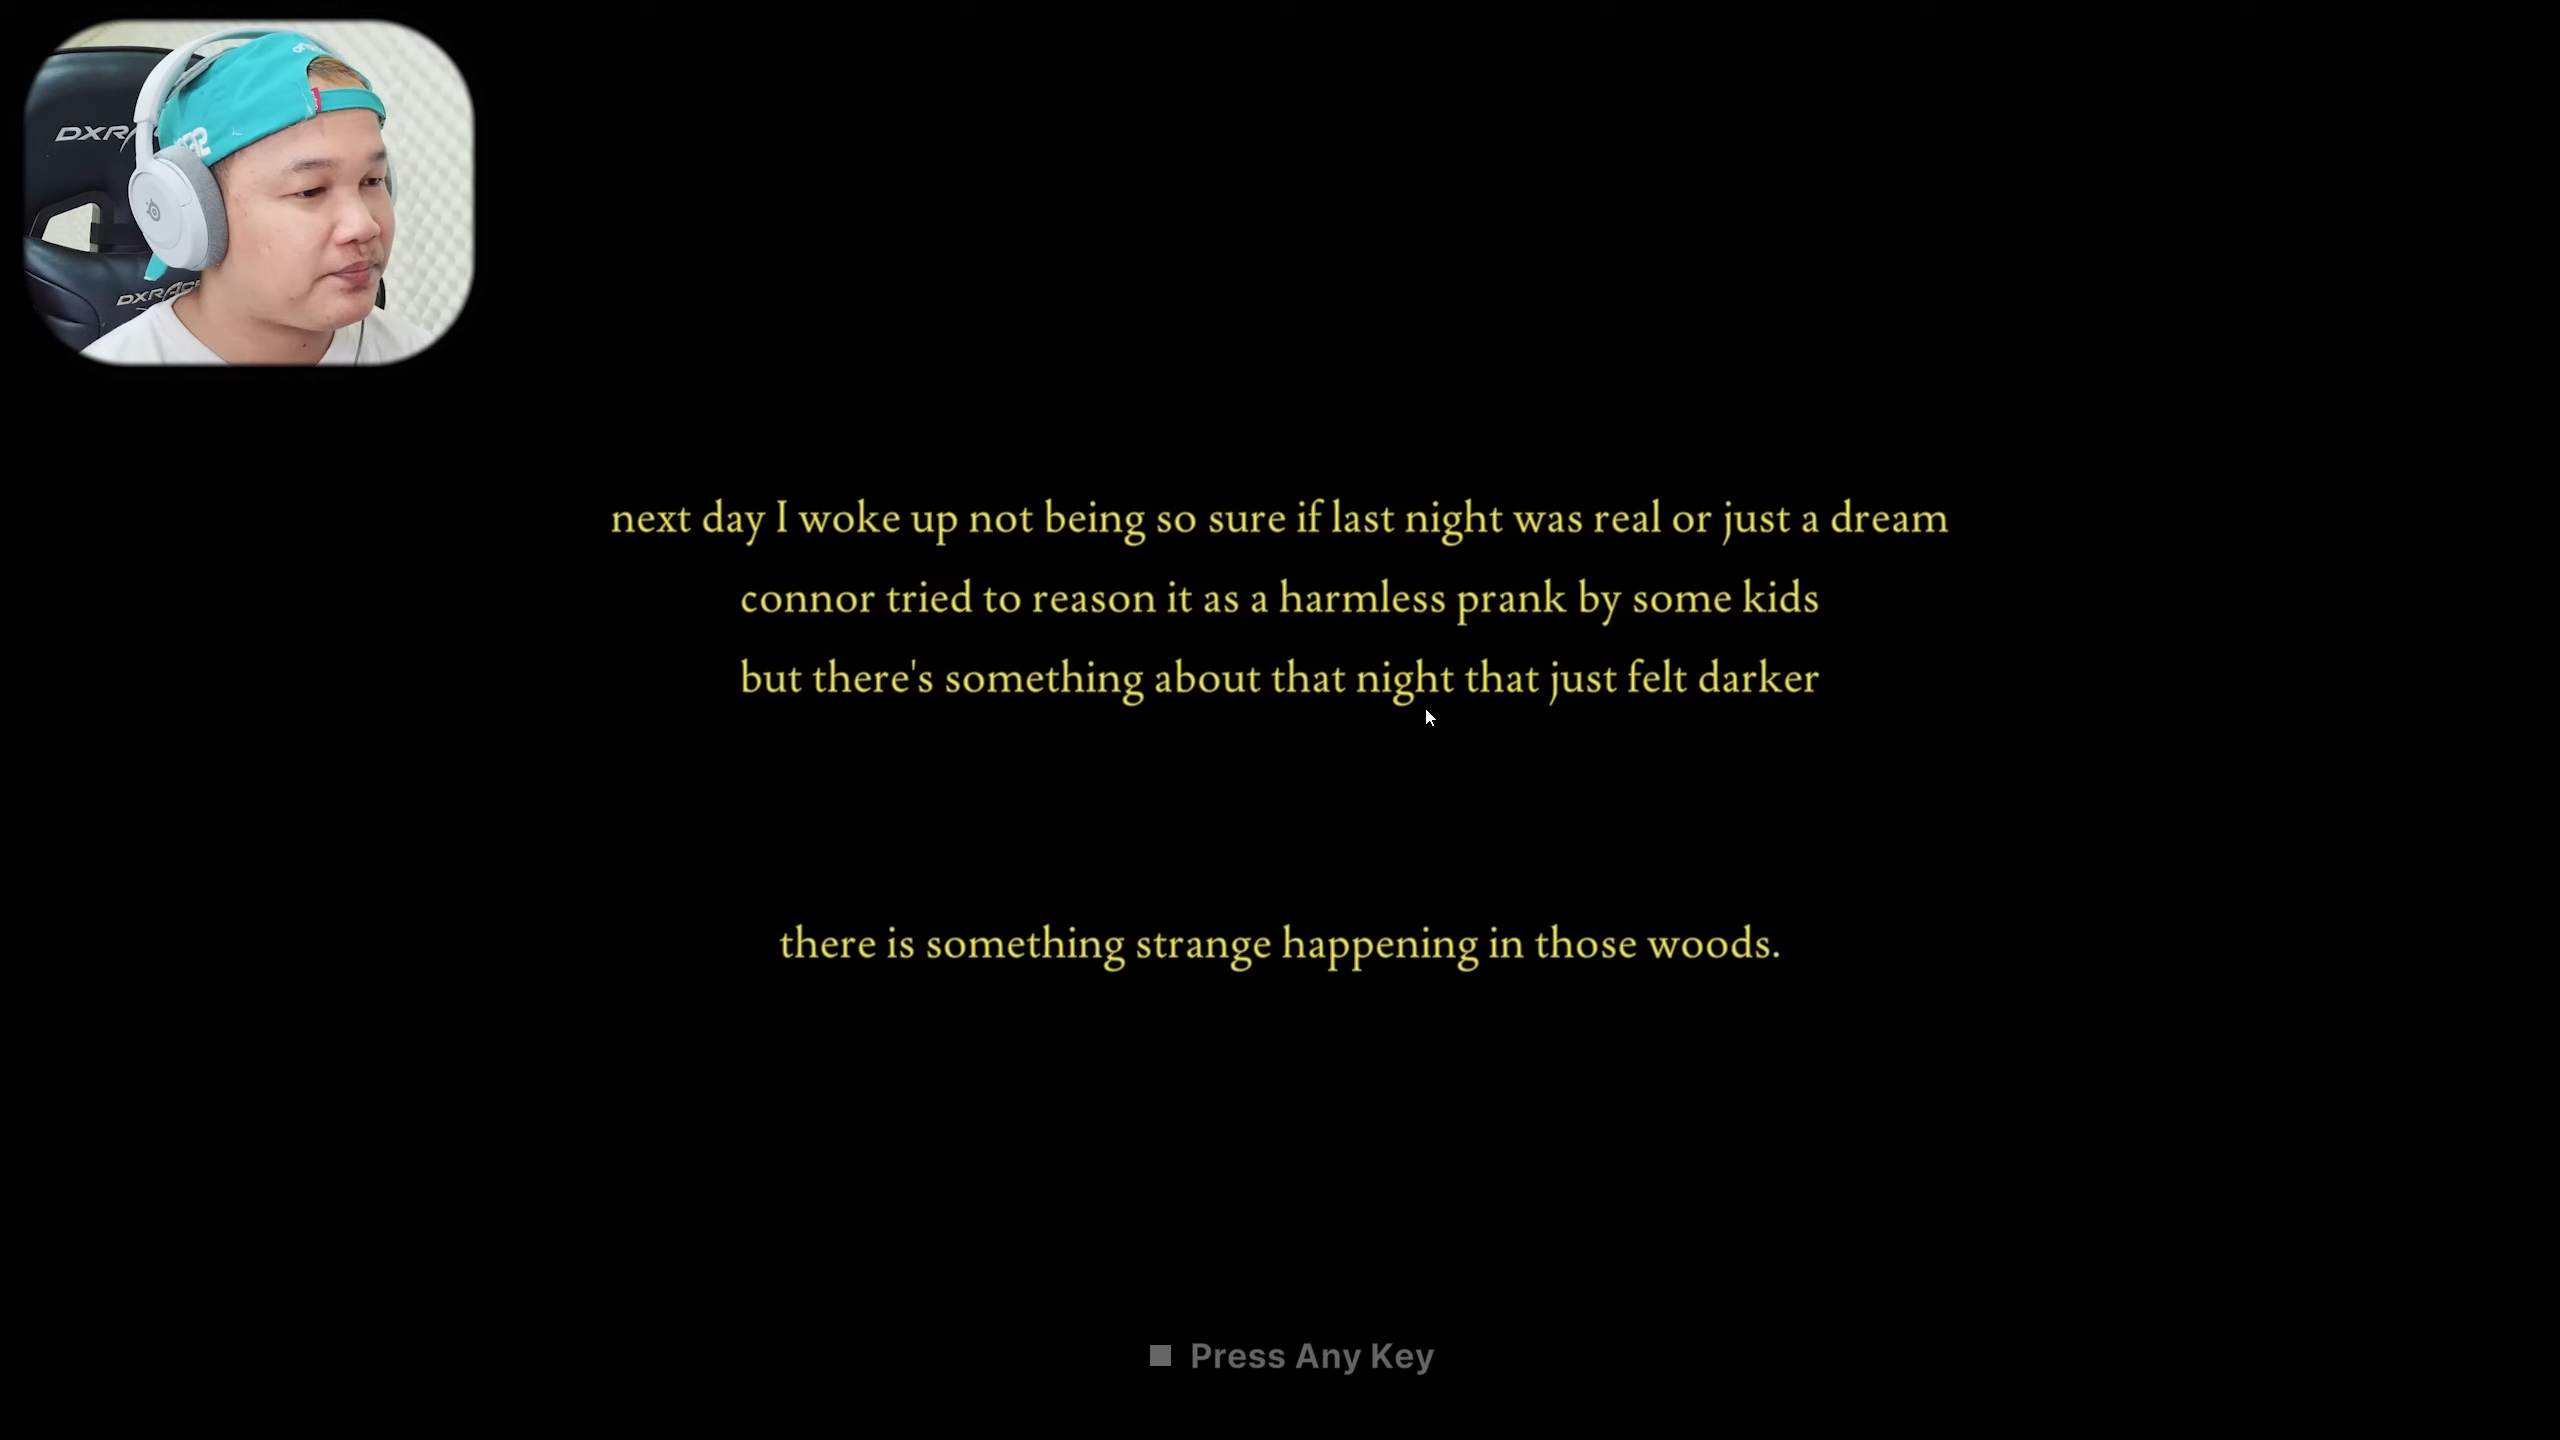 DXRA
DXRACE
next day I woke up not being so sure if last night was real or just a dream
connor tried to reason it as a harmless prank by some kids
but there's something about that night that just felt darker
there is something strange happening in those woods.
Press Any Key